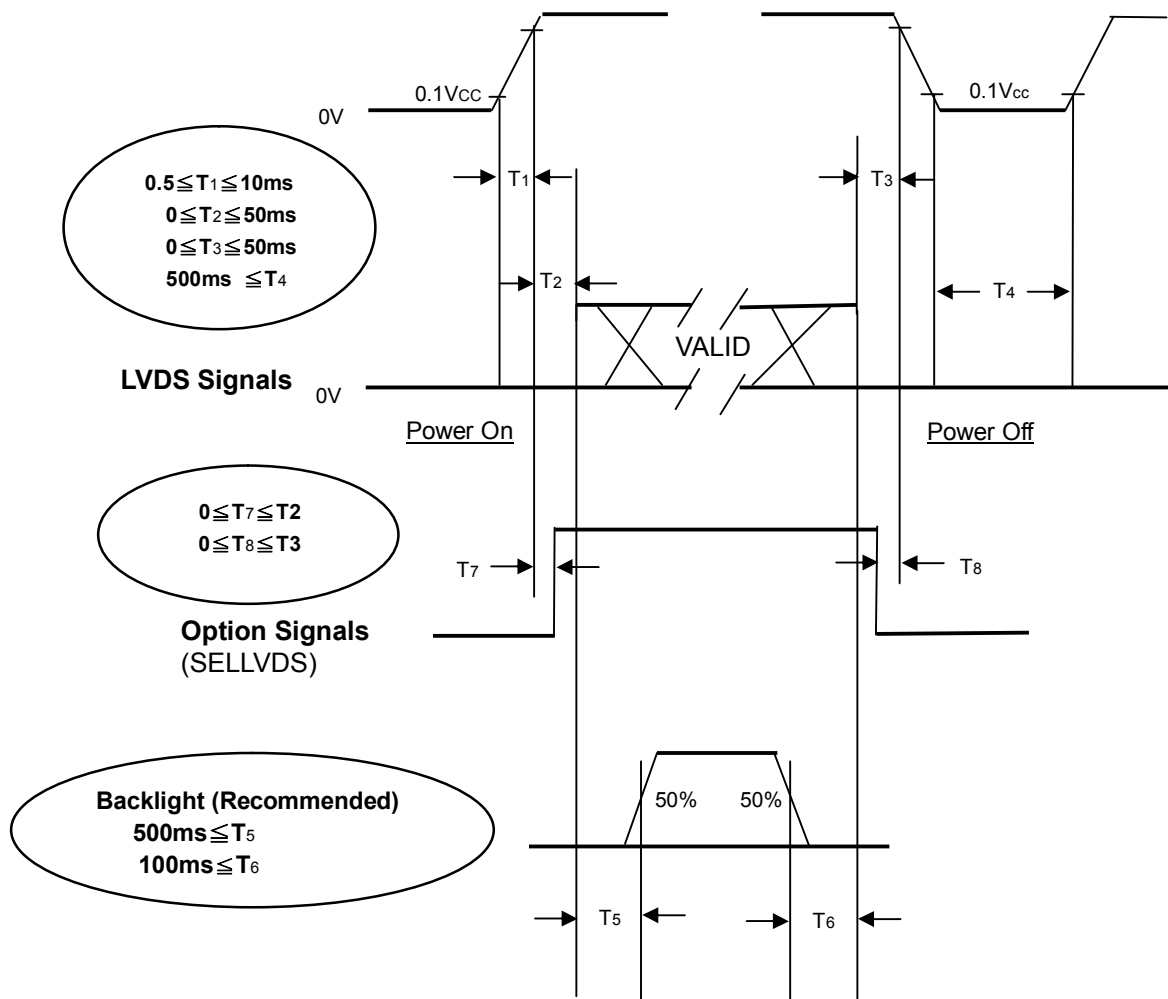 0.1VCC
0.1Vcc
0V
0.5≦T1≦10ms
0≦T2≦50ms
0≦T3≦50ms
500ms ≦T4
T1
T3
T2
T4
VALID
LVDS Signals
0V
Power On
Power Off
0≦T7≦T2
0≦T8≦T3
T7
T8
Option Signals
(SELLVDS)
Backlight (Recommended)
500ms≦T5
100ms≦T6
50%
50%
T5
T6